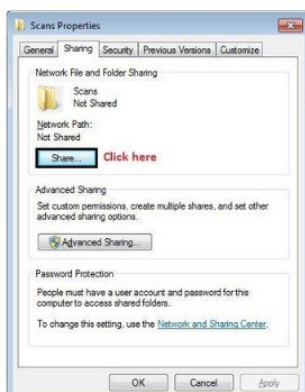 Scans Properties
General Sharing Security Previous Versions Customize
Network File and Folder Sharing
Scans
Not Shared
Network Path:
Not Shared
Share... Click here
Advanced Sharing
Set custom permissions, create multiple shares, and set other
advanced sharing options.
Advanced Sharing...
Password Protection
People must have a user account and password for this
computer to access shared folders.
To change this setting, use the Network and Sharing Center.
OK Cancel Apply